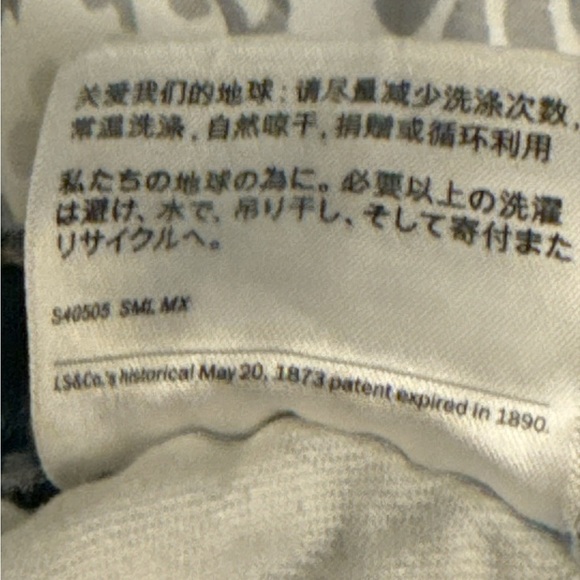 关爱我们的地球：请尽量减少洗涤次数，
常温洗涤，自然晾干，捐赠或循环利用
私たちの地球の為に。必要以上の洗濯
は避け、水で、吊り干し、そして寄付また
リサイクルへ。
S40505 SML MX
LS&Co.'s historical May 20, 1873 patent expired in 1890.